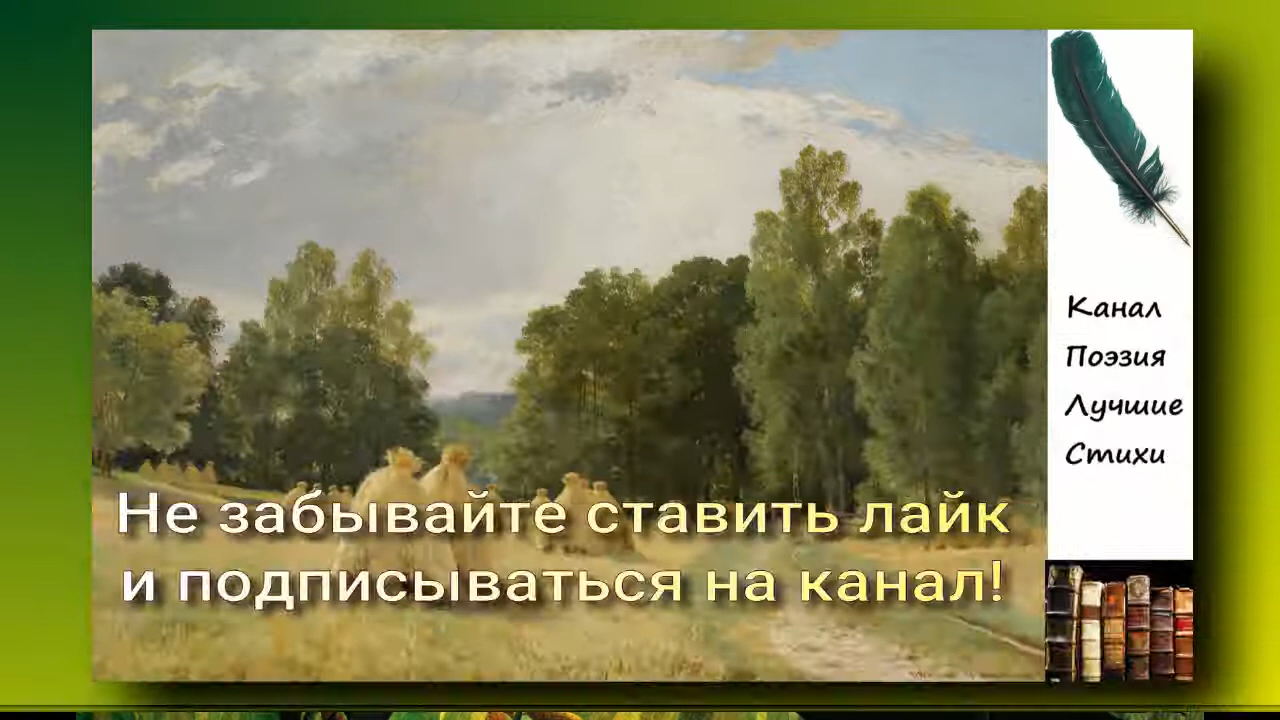 Канал
Поэзия
Лучшие
Стихи
Не забывайте ставить лайк
и подписываться на канал!